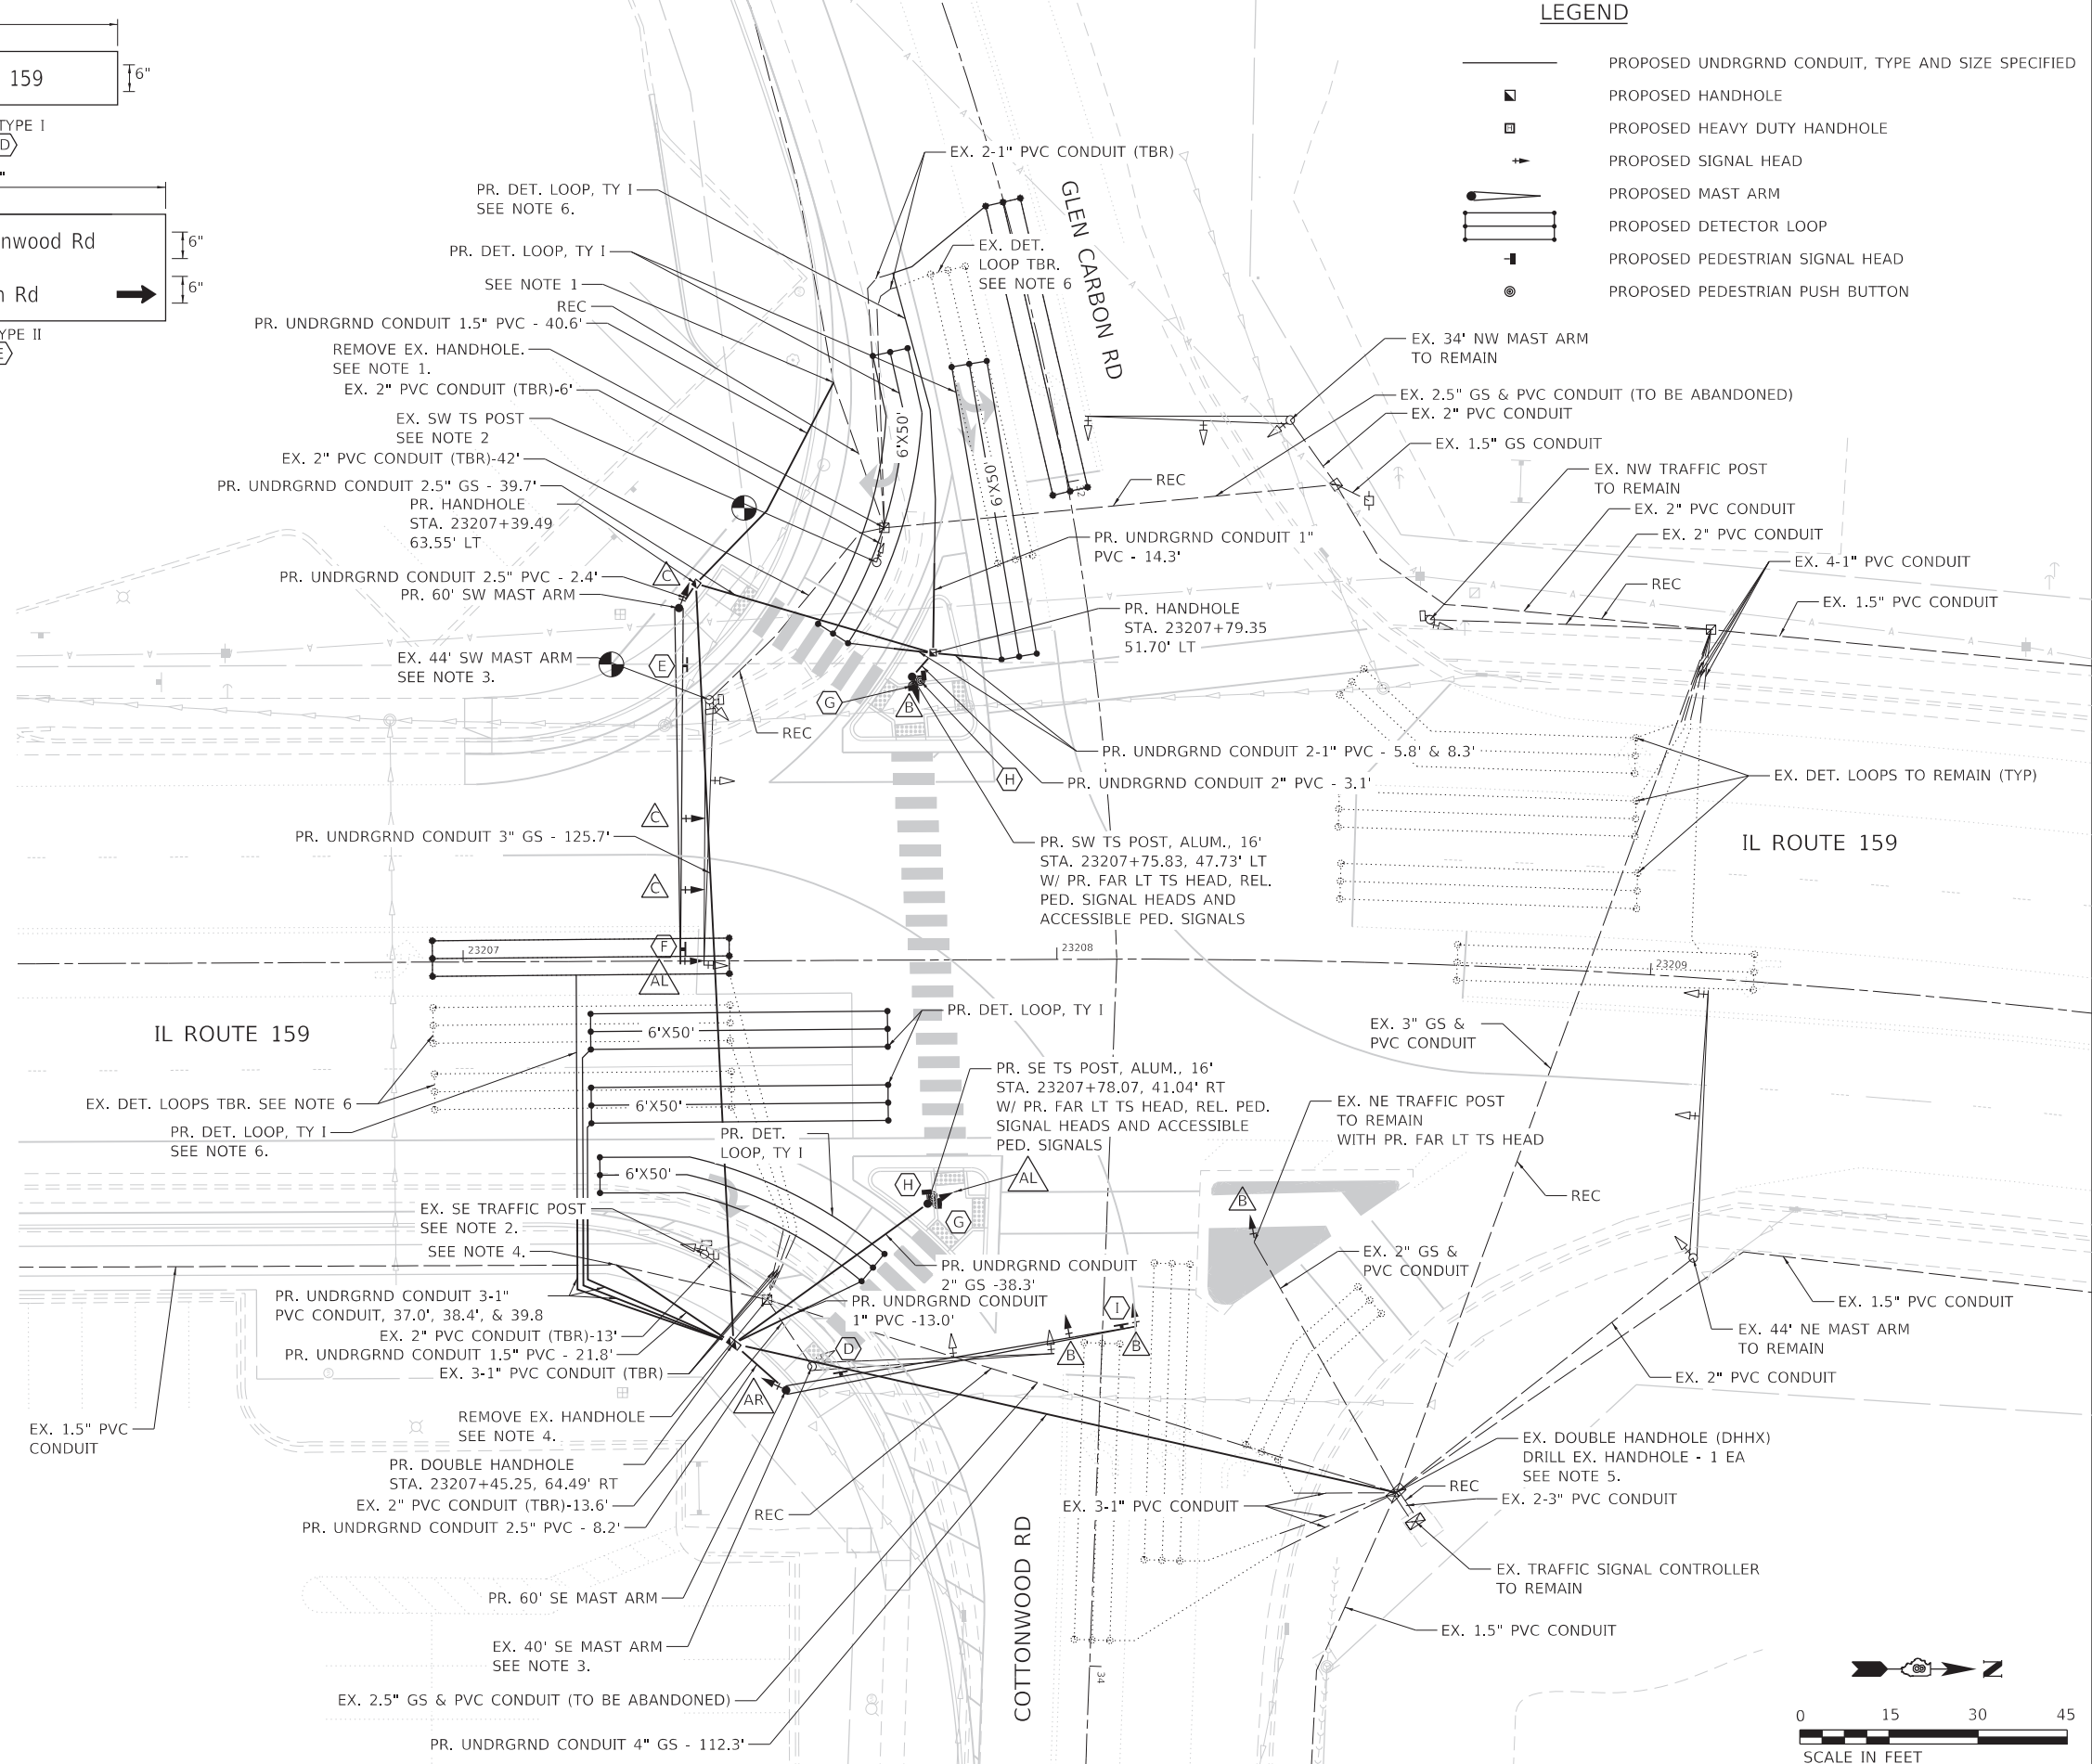 159
6"
TYPE I
D
"
nwood Rd
6"
n Rd
6"
YPE II
E
LEGEND
PROPOSED UNDRGRND CONDUIT, TYPE AND SIZE SPECIFIED
PROPOSED HANDHOLE
H
PROPOSED HEAVY DUTY HANDHOLE
PROPOSED SIGNAL HEAD
PROPOSED MAST ARM
PROPOSED DETECTOR LOOP
PROPOSED PEDESTRIAN SIGNAL HEAD
PROPOSED PEDESTRIAN PUSH BUTTON
EX. 2-1" PVC CONDUIT (TBR)
PR. DET. LOOP, TY I
SEE NOTE 6.
PR. DET. LOOP, TY I
SEE NOTE 1
REC
PR. UNDRGRND CONDUIT 1.5" PVC - 40.6'
REMOVE EX. HANDHOLE.
SEE NOTE 1.
EX. 2" PVC CONDUIT (TBR)-6'
EX. SW TS POST
SEE NOTE 2
EX. 2" PVC CONDUIT (TBR)-42'
PR. UNDRGRND CONDUIT 2.5" GS - 39.7'
PR. HANDHOLE
STA. 23207+39.49
63.55' LT
PR. UNDRGRND CONDUIT 2.5" PVC - 2.4'
PR. 60' SW MAST ARM
C
EX. 44' SW MAST ARM
SEE NOTE 3.
E
EX. DET.
LOOP TBR.
SEE NOTE 6
GLEN CARBON RD
6'X50'
6'X50'
32
EX. 34' NW MAST ARM
TO REMAIN
EX. 2.5" GS & PVC CONDUIT (TO BE ABANDONED)
EX. 2" PVC CONDUIT
EX. 1.5" GS CONDUIT
REC
EX. NW TRAFFIC POST
TO REMAIN
EX. 2" PVC CONDUIT
EX. 2" PVC CONDUIT
EX. 4-1" PVC CONDUIT
REC
EX. 1.5" PVC CONDUIT
PR. UNDRGRND CONDUIT 1"
PVC - 14.3'
PR. HANDHOLE
STA. 23207+79.35
51.70' LT
G
B
REC
PR. UNDRGRND CONDUIT 2-1" PVC - 5.8' & 8.3'
H
PR. UNDRGRND CONDUIT 2" PVC - 3.1'
EX. DET. LOOPS TO REMAIN (TYP)
PR. UNDRGRND CONDUIT 3" GS - 125.7'
C
C
PR. SW TS POST, ALUM., 16'
STA. 23207+75.83, 47.73' LT
W/ PR. FAR LT TS HEAD, REL.
PED. SIGNAL HEADS AND
ACCESSIBLE PED. SIGNALS
IL ROUTE 159
F
AL
23207
23208
23209
IL ROUTE 159
6'X50'
PR. DET. LOOP, TY I
EX. 3" GS &
PVC CONDUIT
EX. DET. LOOPS TBR. SEE NOTE 6
6'X50'
PR. DET. LOOP, TY I
SEE NOTE 6.
PR. DET.
LOOP, TY I
6'X50'
PR. SE TS POST, ALUM., 16'
STA. 23207+78.07, 41.04' RT
W/ PR. FAR LT TS HEAD, REL. PED.
SIGNAL HEADS AND ACCESSIBLE
PED. SIGNALS
EX. NE TRAFFIC POST
TO REMAIN
WITH PR. FAR LT TS HEAD
H
AL
G
B
REC
EX. SE TRAFFIC POST
SEE NOTE 2.
SEE NOTE 4.
EX. 2" GS &
PVC CONDUIT
PR. UNDRGRND CONDUIT
2" GS -38.3'
PR. UNDRGRND CONDUIT
1" PVC -13.0'
PR. UNDRGRND CONDUIT 3-1"
PVC CONDUIT, 37.0', 38.4', & 39.8
EX. 2" PVC CONDUIT (TBR)-13'
PR. UNDRGRND CONDUIT 1.5" PVC - 21.8'
EX. 3-1" PVC CONDUIT (TBR)
I
D
B
B
AR
EX. 1.5" PVC CONDUIT
EX. 44' NE MAST ARM
TO REMAIN
EX. 2" PVC CONDUIT
EX. 1.5" PVC
CONDUIT
REMOVE EX. HANDHOLE
SEE NOTE 4.
PR. DOUBLE HANDHOLE
STA. 23207+45.25, 64.49' RT
EX. 2" PVC CONDUIT (TBR)-13.6'
PR. UNDRGRND CONDUIT 2.5" PVC - 8.2'
REC
EX. 3-1" PVC CONDUIT
EX. DOUBLE HANDHOLE (DHHX)
DRILL EX. HANDHOLE - 1 EA
SEE NOTE 5.
REC
EX. 2-3" PVC CONDUIT
EX. TRAFFIC SIGNAL CONTROLLER
TO REMAIN
PR. 60' SE MAST ARM
COTTONWOOD RD
EX. 1.5" PVC CONDUIT
EX. 40' SE MAST ARM
SEE NOTE 3.
34
EX. 2.5" GS & PVC CONDUIT (TO BE ABANDONED)
PR. UNDRGRND CONDUIT 4" GS - 112.3'
N
0 15 30 45
SCALE IN FEET